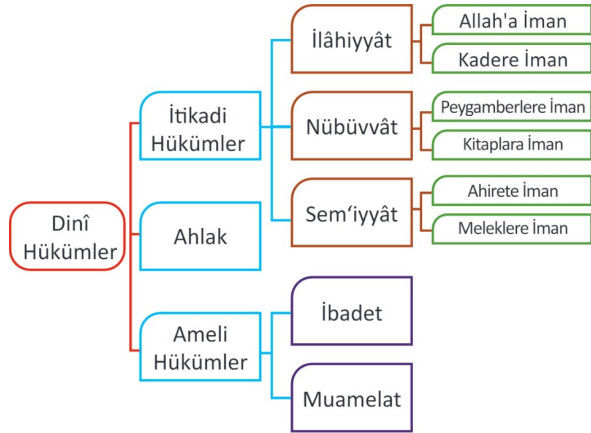 Dinî
Hükümler
İtikadi
Hükümler
İlâhiyyât
Allah'a İman
Kadere İman
Nübüvvât
Peygamberlere İman
Kitaplara İman
Sem‘iyyât
Ahirete İman
Meleklere İman
Ahlak
Ameli
Hükümler
İbadet
Muamelat